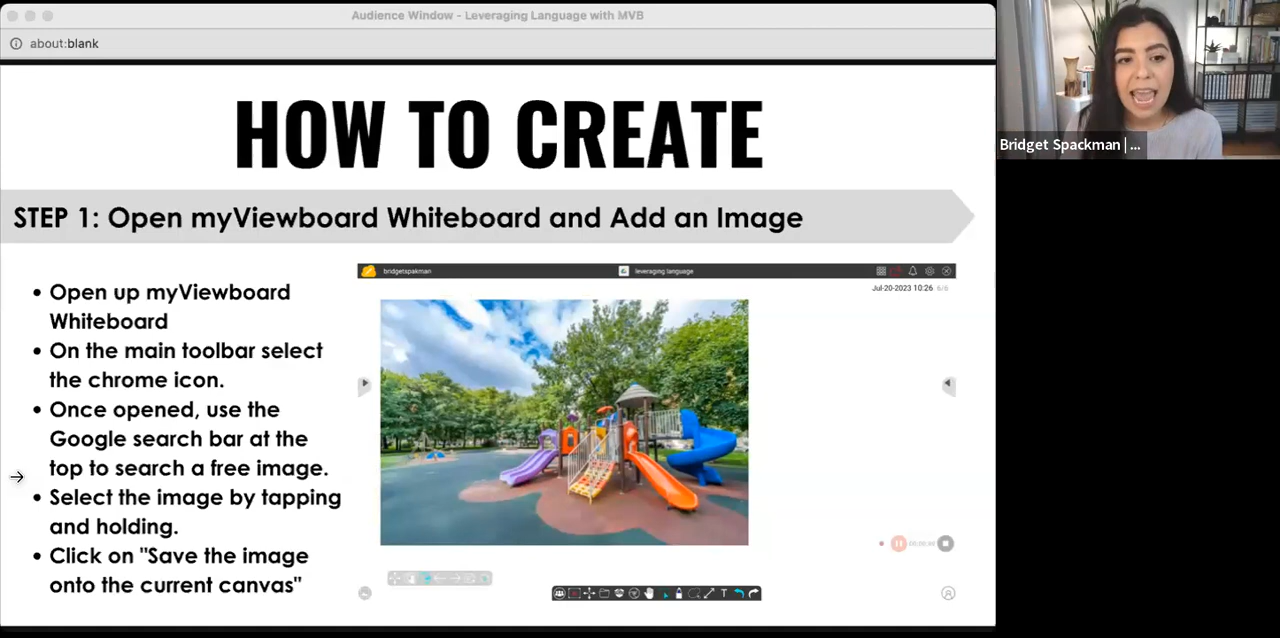 Audience Window - Leveraging Language with MVB
about:blank
Bridget Spackman | ...
HOW TO CREATE
STEP 1: Open myViewboard Whiteboard and Add an Image
• Open up myViewboard
Whiteboard
• On the main toolbar select
the chrome icon.
• Once opened, use the
Google search bar at the
top to search a free image.
• Select the image by tapping
and holding.
• Click on "Save the image
onto the current canvas"
bridgetspakman
leveraging language
Jul-20-2023 10:26 6/6